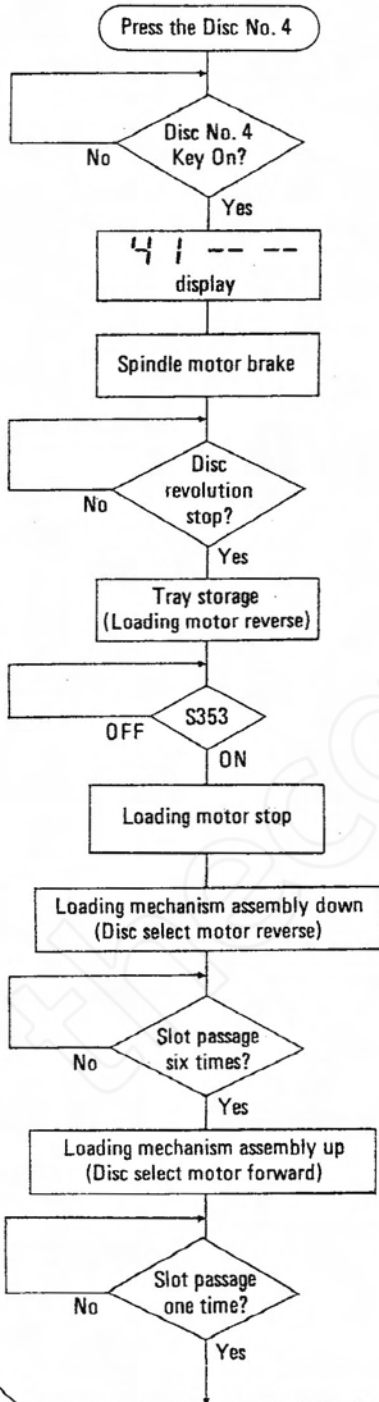 Press the Disc No. 4
Disc No. 4
Key On?
No
Yes
41 -- --
display
Spindle motor brake
Disc
revolution
stop?
No
Yes
Tray storage
(Loading motor reverse)
S353
OFF
ON
Loading motor stop
Loading mechanism assembly down
(Disc select motor reverse)
Slot passage
six times?
No
Yes
Loading mechanism assembly up
(Disc select motor forward)
Slot passage
one time?
No
Yes